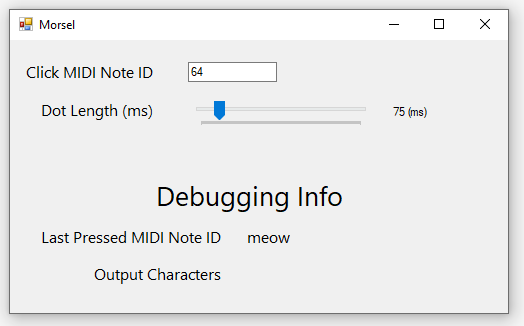 Morsel
Click MIDI Note ID 64
Dot Length (ms) 75 (ms)
Debugging Info
Last Pressed MIDI Note ID meow
Output Characters